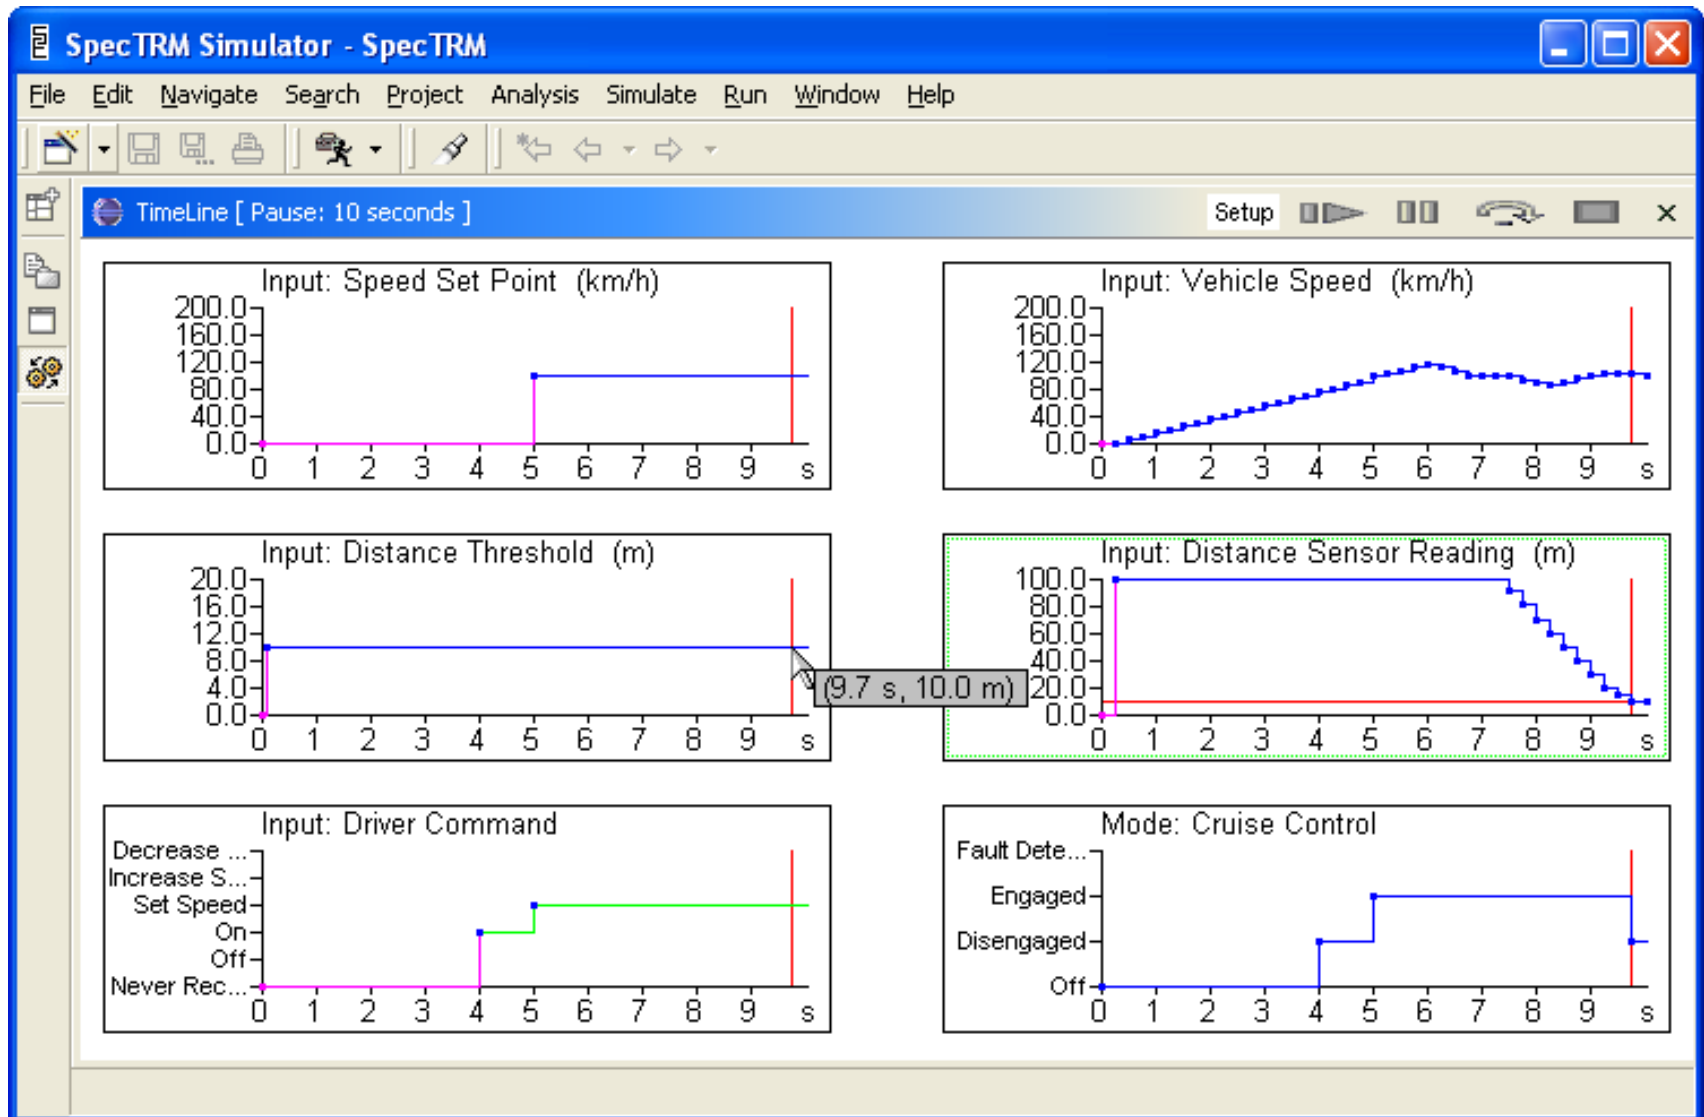 SpecTRM Simulator - SpecTRM
File Edit Navigate Search Project Analysis Simulate Run Window Help
TimeLine [ Pause: 10 seconds ]
Setup
Input: Speed Set Point (km/h)
200.0
160.0
120.0
80.0
40.0
0.0
0 1 2 3 4 5 6 7 8 9 s
Input: Vehicle Speed (km/h)
200.0
160.0
120.0
80.0
40.0
0.0
0 1 2 3 4 5 6 7 8 9 s
Input: Distance Threshold (m)
20.0
16.0
12.0
8.0
4.0
0.0
0 1 2 3 4 5 6 7 8 9 s
(9.7 s, 10.0 m)
Input: Distance Sensor Reading (m)
100.0
80.0
60.0
40.0
20.0
0.0
0 1 2 3 4 5 6 7 8 9 s
Input: Driver Command
Decrease ...
Increase S...
Set Speed
On
Off
Never Rec...
0 1 2 3 4 5 6 7 8 9 s
Mode: Cruise Control
Fault Dete...
Engaged
Disengaged
Off
0 1 2 3 4 5 6 7 8 9 s